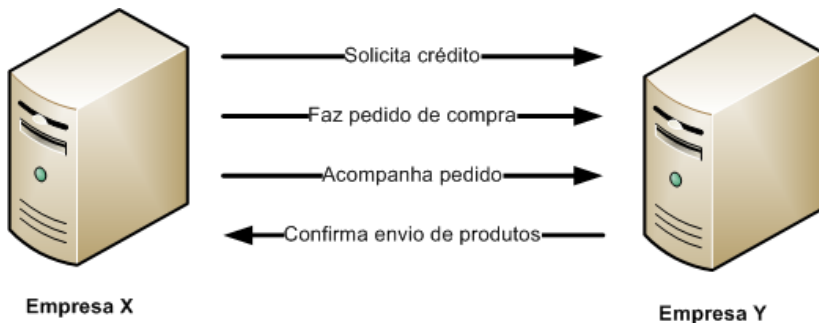 Solicita crédito
Faz pedido de compra
Acompanha pedido
Confirma envio de produtos
Empresa X
Empresa Y